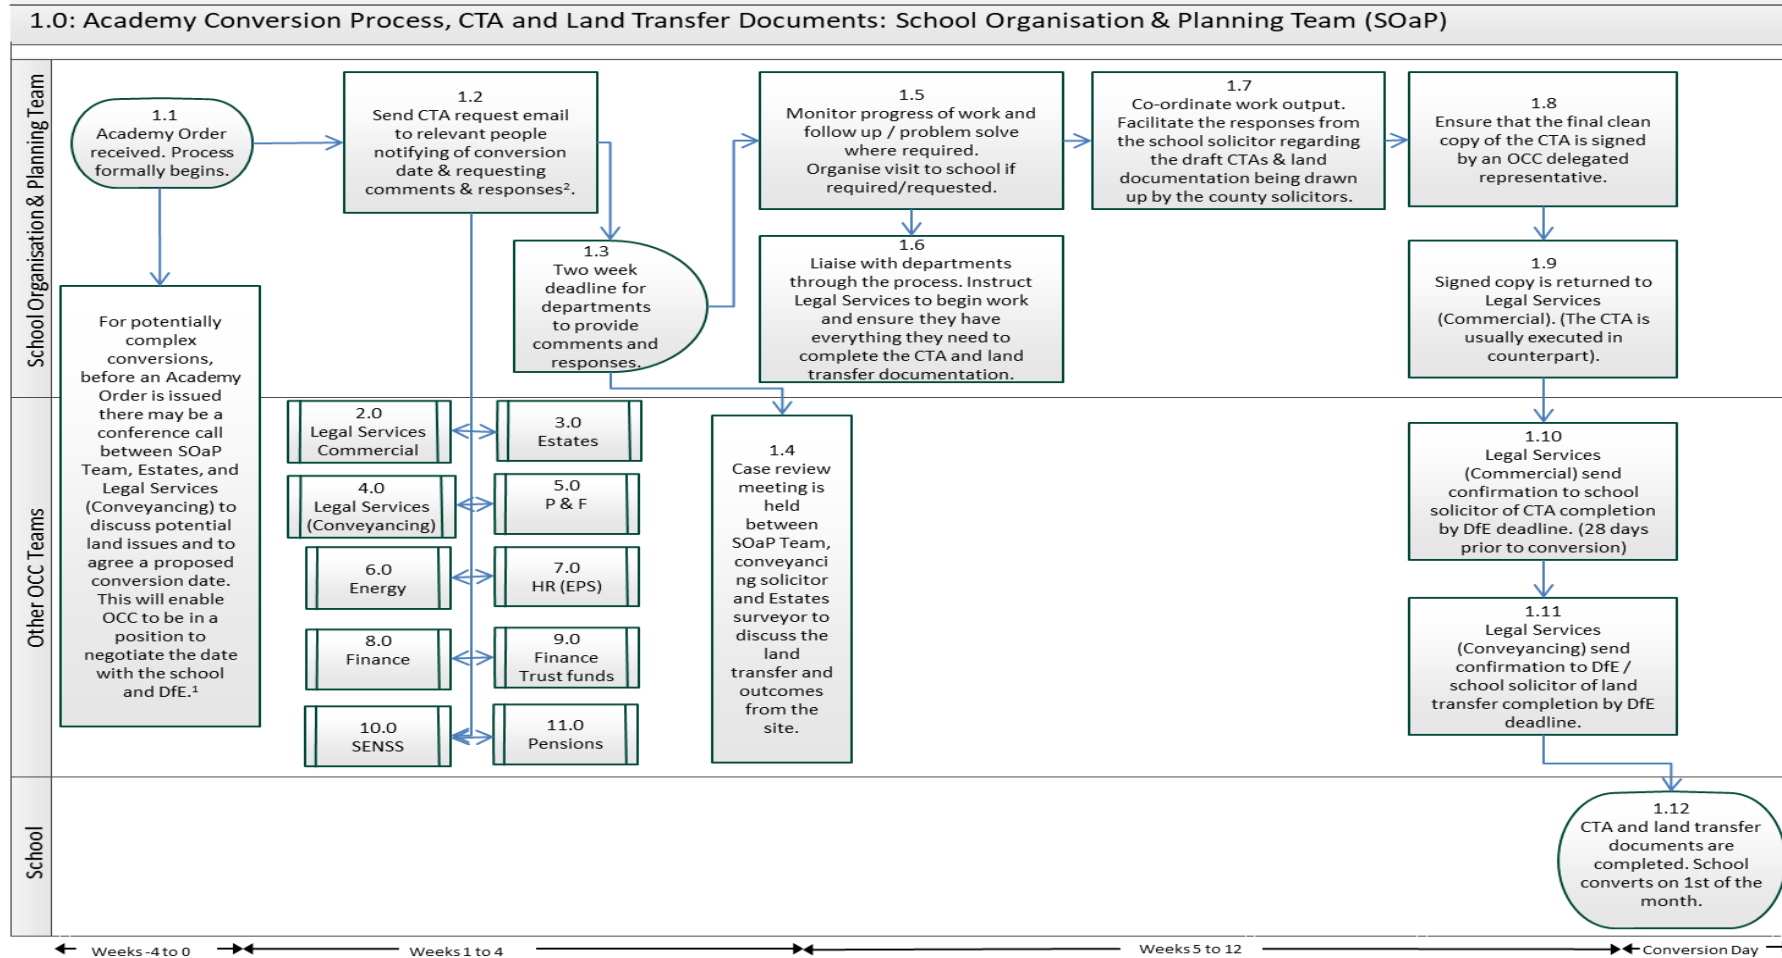 1.0: Academy Conversion Process, CTA and Land Transfer Documents: School Organisation & Planning Team (SOaP)
School Organisation & Planning Team
1.1
Academy Order
received. Process
formally begins.
1.2
Send CTA request email
to relevant people
notifying of conversion
date & requesting
comments & responses².
1.3
Two week
deadline for
departments
to provide
comments and
responses.
1.5
Monitor progress of work and
follow up / problem solve
where required.
Organise visit to school if
required/requested.
1.6
Liaise with departments
through the process. Instruct
Legal Services to begin work
and ensure they have
everything they need to
complete the CTA and land
transfer documentation.
1.7
Co-ordinate work output.
Facilitate the responses from
the school solicitor regarding
the draft CTAs & land
documentation being drawn
up by the county solicitors.
1.8
Ensure that the final clean
copy of the CTA is signed
by an OCC delegated
representative.
1.9
Signed copy is returned to
Legal Services
(Commercial). (The CTA is
usually executed in
counterpart).
For potentially
complex
conversions,
before an Academy
Order is issued
there may be a
conference call
between SOaP
Team, Estates, and
Legal Services
(Conveyancing) to
discuss potential
land issues and to
agree a proposed
conversion date.
This will enable
OCC to be in a
position to
negotiate the date
with the school
and DfE.¹
Other OCC Teams
2.0
Legal Services
Commercial
3.0
Estates
4.0
Legal Services
(Conveyancing)
5.0
P & F
6.0
Energy
7.0
HR (EPS)
8.0
Finance
9.0
Finance
Trust funds
10.0
SENSS
11.0
Pensions
1.4
Case review
meeting is
held
between
SOaP Team,
conveyanci
ng solicitor
and Estates
surveyor to
discuss the
land
transfer and
outcomes
from the
site.
1.10
Legal Services
(Commercial) send
confirmation to school
solicitor of CTA completion
by DfE deadline. (28 days
prior to conversion)
1.11
Legal Services
(Conveyancing) send
confirmation to DfE /
school solicitor of land
transfer completion by DfE
deadline.
School
1.12
CTA and land transfer
documents are
completed. School
converts on 1st of the
month.
Weeks -4 to 0
Weeks 1 to 4
Weeks 5 to 12
Conversion Day